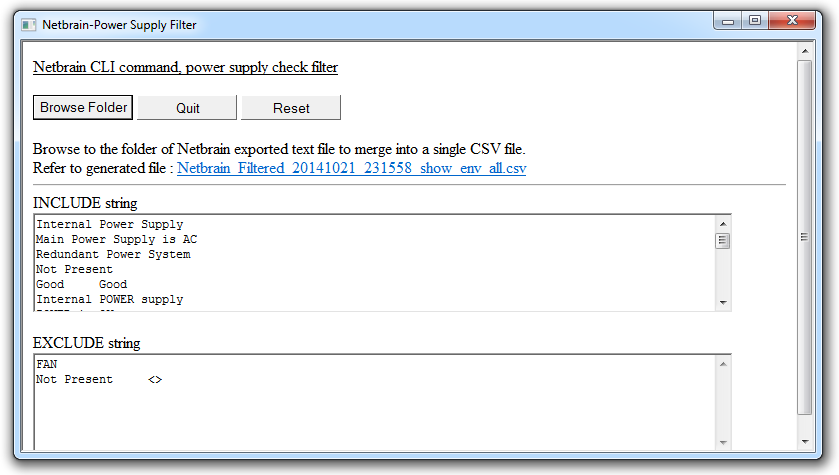 Netbrain-Power Supply Filter
Netbrain CLI command, power supply check filter
Browse Folder Quit Reset
Browse to the folder of Netbrain exported text file to merge into a single CSV file.
Refer to generated file : Netbrain_Filtered_20141021_231558_show_env_all.csv
INCLUDE string
Internal Power Supply
Main Power Supply is AC
Redundant Power System
Not Present
Good Good
Internal POWER supply
EXCLUDE string
FAN
Not Present <>